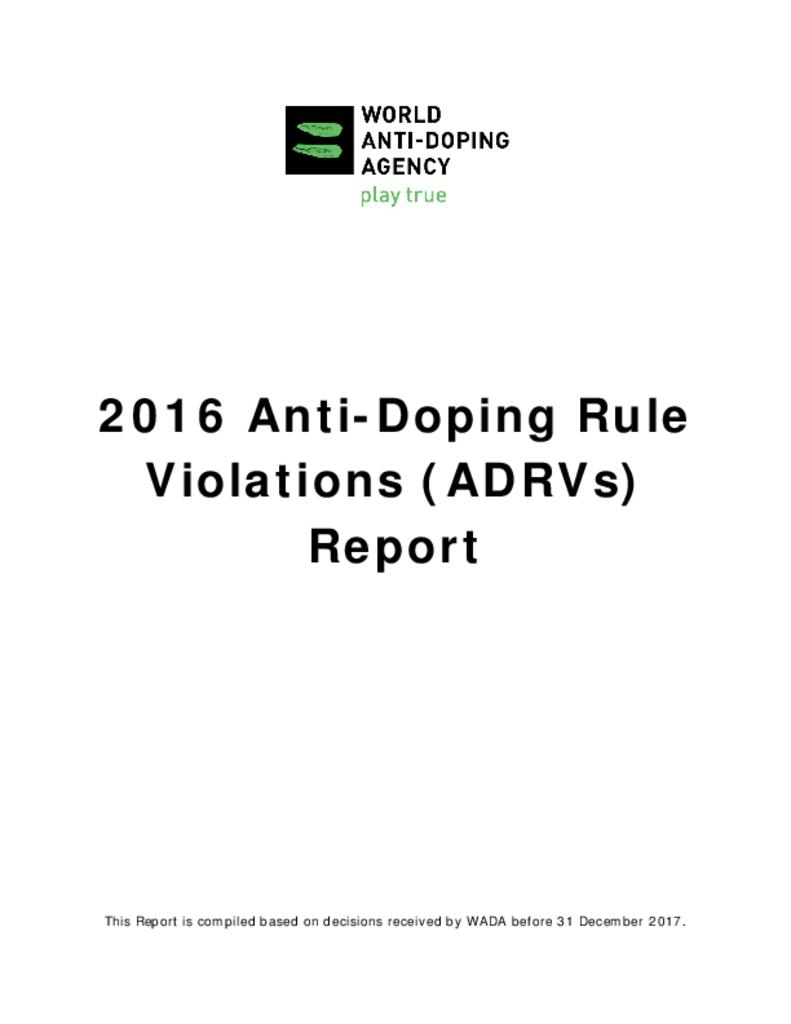 WORLD
ANTI-DOPING
AGENCY
play true
2016 Anti-Doping Rule
Violations (ADRVs)
Report
This Report is compiled based on decisions received by WADA before 31 December 2017.